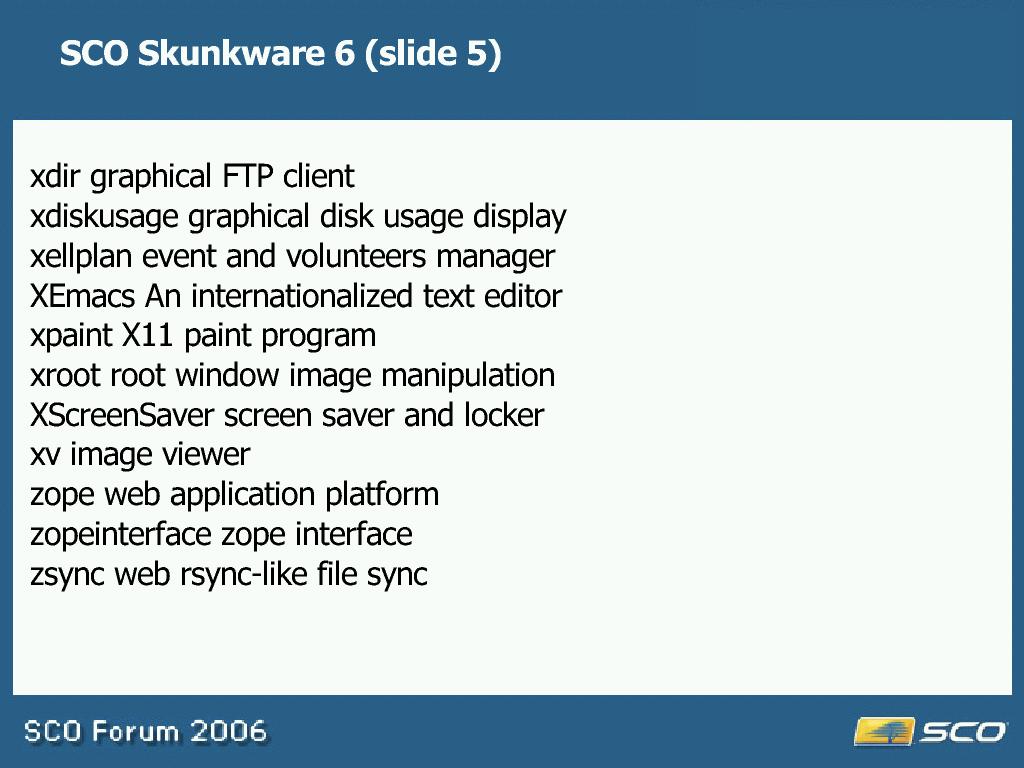 SCO Skunkware 6 (slide 5)
xdir graphical FTP client
xdiskusage graphical disk usage display
xellplan event and volunteers manager
XEmacs An internationalized text editor
xpaint X11 paint program
xroot root window image manipulation
XScreenSaver screen saver and locker
xv image viewer
zope web application platform
zopeinterface zope interface
zsync web rsync-like file sync
SCO Forum 2006
SCO